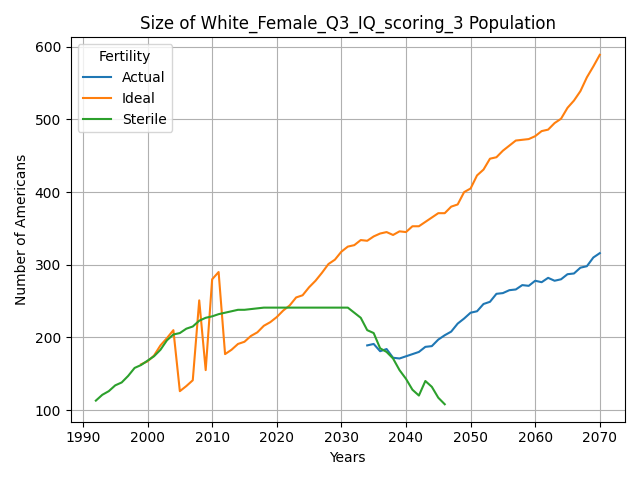 Size of White_Female_Q3_IQ_scoring_3 Population
Fertility
Actual
Ideal
Sterile
Number of Americans
600
500
400
300
200
100
1990 2000 2010 2020 2030 2040 2050 2060 2070
Years